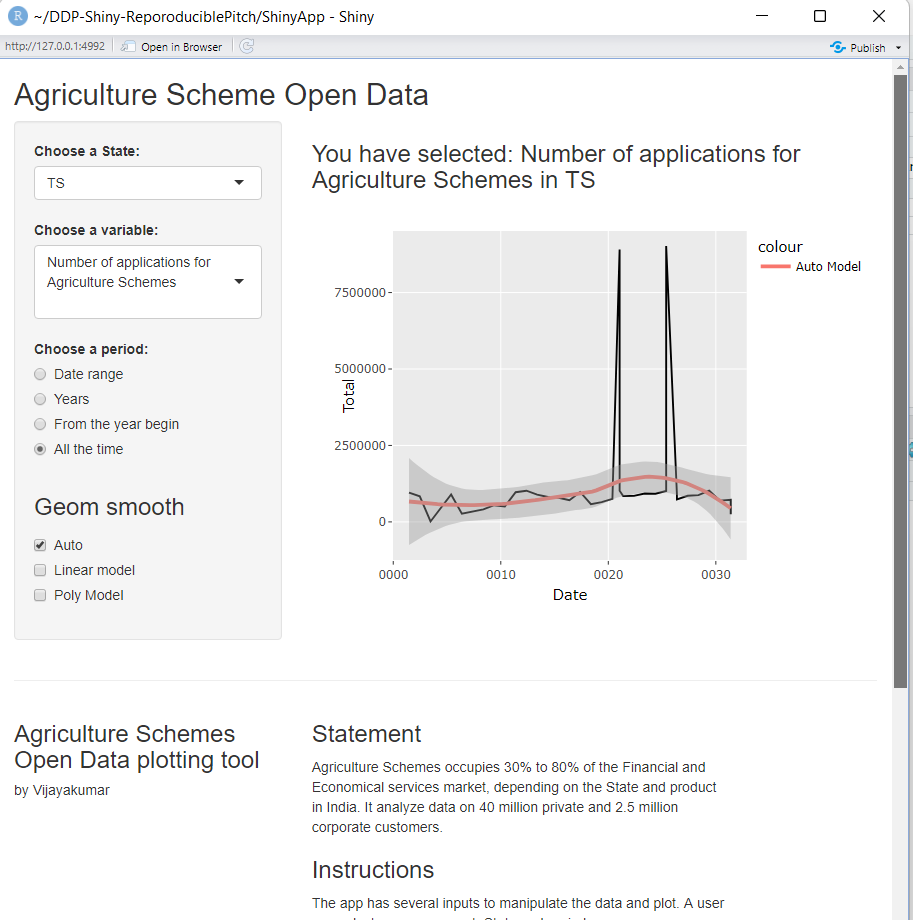 ~/DDP-Shiny-ReporoduciblePitch/ShinyApp - Shiny
http://127.0.0.1:4992
Open in Browser
Publish
Agriculture Scheme Open Data
Choose a State:
TS
Choose a variable:
Number of applications for
Agriculture Schemes
Choose a period:
Date range
Years
From the year begin
All the time
Geom smooth
Auto
Linear model
Poly Model
You have selected: Number of applications for
Agriculture Schemes in TS
colour
Auto Model
7500000
5000000
2500000
0
Total
0000
0010
0020
0030
Date
Agriculture Schemes
Open Data plotting tool
by Vijayakumar
Statement
Agriculture Schemes occupies 30% to 80% of the Financial and
Economical services market, depending on the State and product
in India. It analyze data on 40 million private and 2.5 million
corporate customers.
Instructions
The app has several inputs to manipulate the data and plot. A user